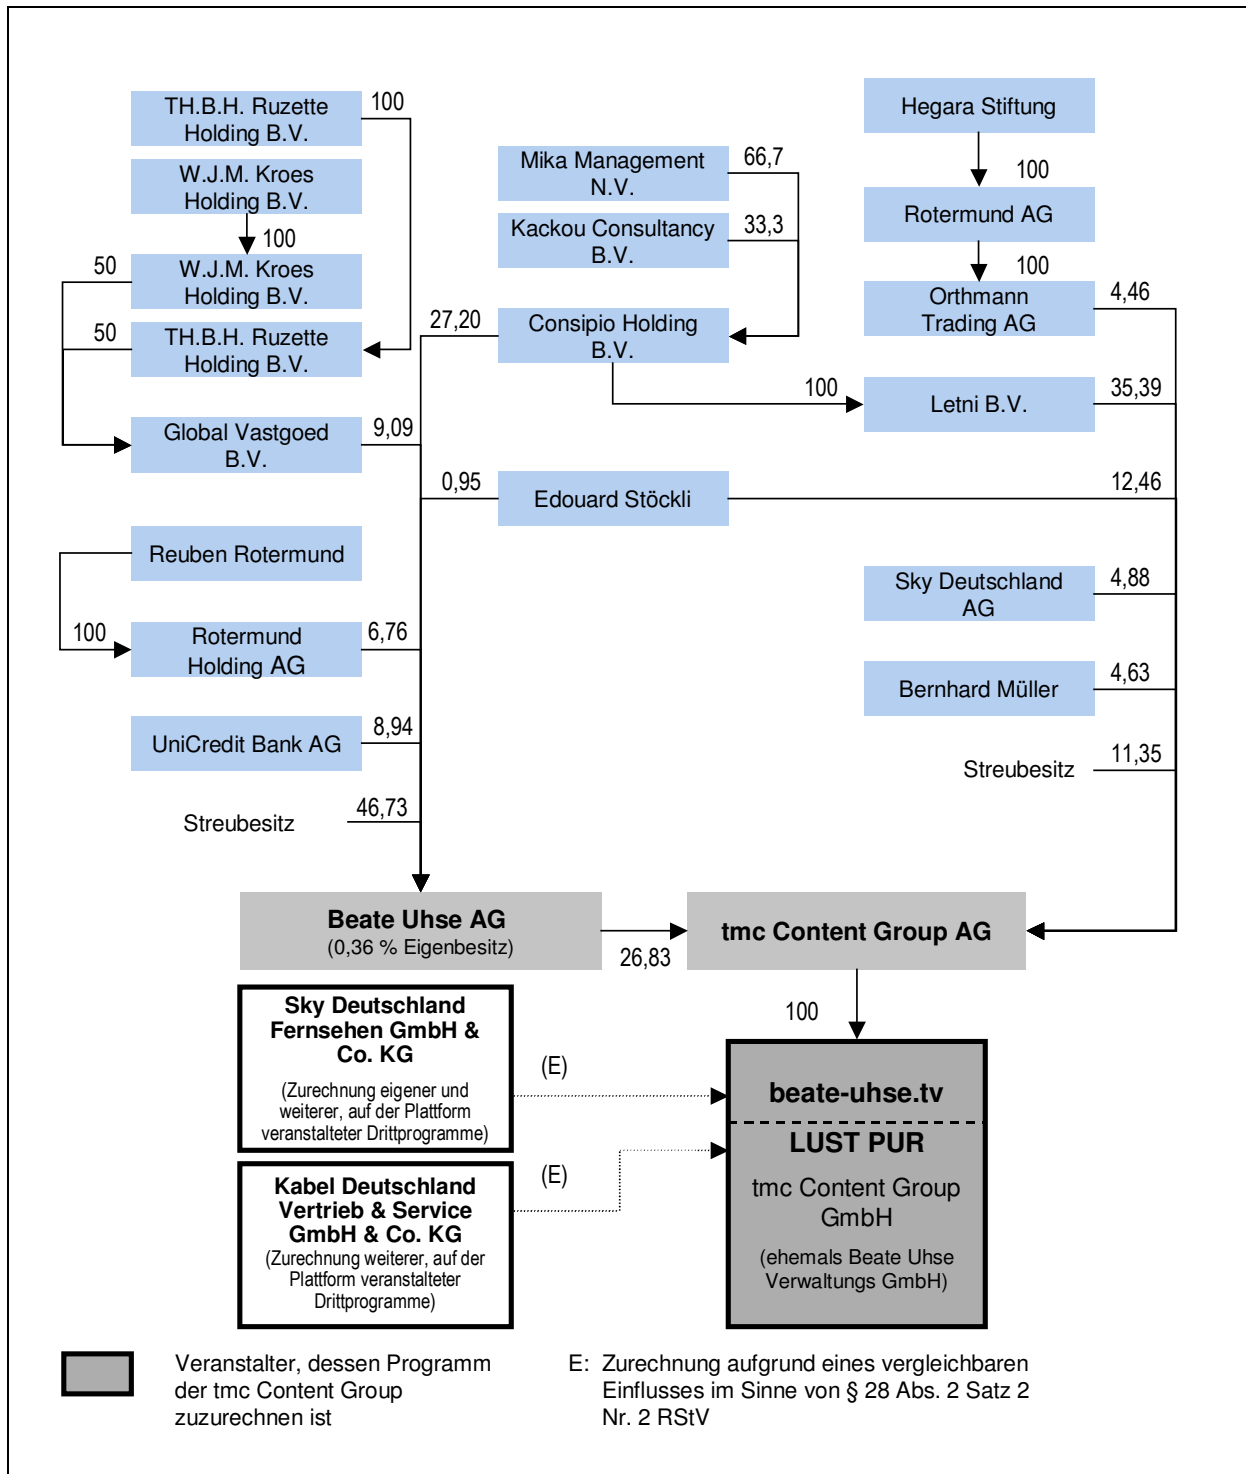 TH.B.H. Ruzette
Holding B.V.
100
W.J.M. Kroes
Holding B.V.
100
50
W.J.M. Kroes
Holding B.V.
50
TH.B.H. Ruzette
Holding B.V.
Global Vastgoed
B.V.
9,09
Reuben Rotermund
100
Rotermund
Holding AG
6,76
UniCredit Bank AG
8,94
Streubesitz
46,73
Mika Management
N.V.
66,7
Kackou Consultancy
B.V.
33,3
27,20
Consipio Holding
B.V.
100
0,95
Edouard Stöckli
12,46
Hegara Stiftung
100
Rotermund AG
100
Orthmann
Trading AG
4,46
Letni B.V.
35,39
Sky Deutschland
AG
4,88
Bernhard Müller
4,63
Streubesitz
11,35
Beate Uhse AG
(0,36 % Eigenbesitz)
26,83
tmc Content Group AG
100
Sky Deutschland
Fernsehen GmbH &
Co. KG
(Zurechnung eigener und
weiterer, auf der Plattform
veranstalteter Drittprogramme)
(E)
Kabel Deutschland
Vertrieb & Service
GmbH & Co. KG
(Zurechnung weiterer, auf der
Plattform veranstalteter
Drittprogramme)
(E)
beate-uhse.tv
LUST PUR
tmc Content Group
GmbH
(ehemals Beate Uhse
Verwaltungs GmbH)
Veranstalter, dessen Programm
der tmc Content Group
zuzurechnen ist
E: Zurechnung aufgrund eines vergleichbaren
Einflusses im Sinne von § 28 Abs. 2 Satz 2
Nr. 2 RStV